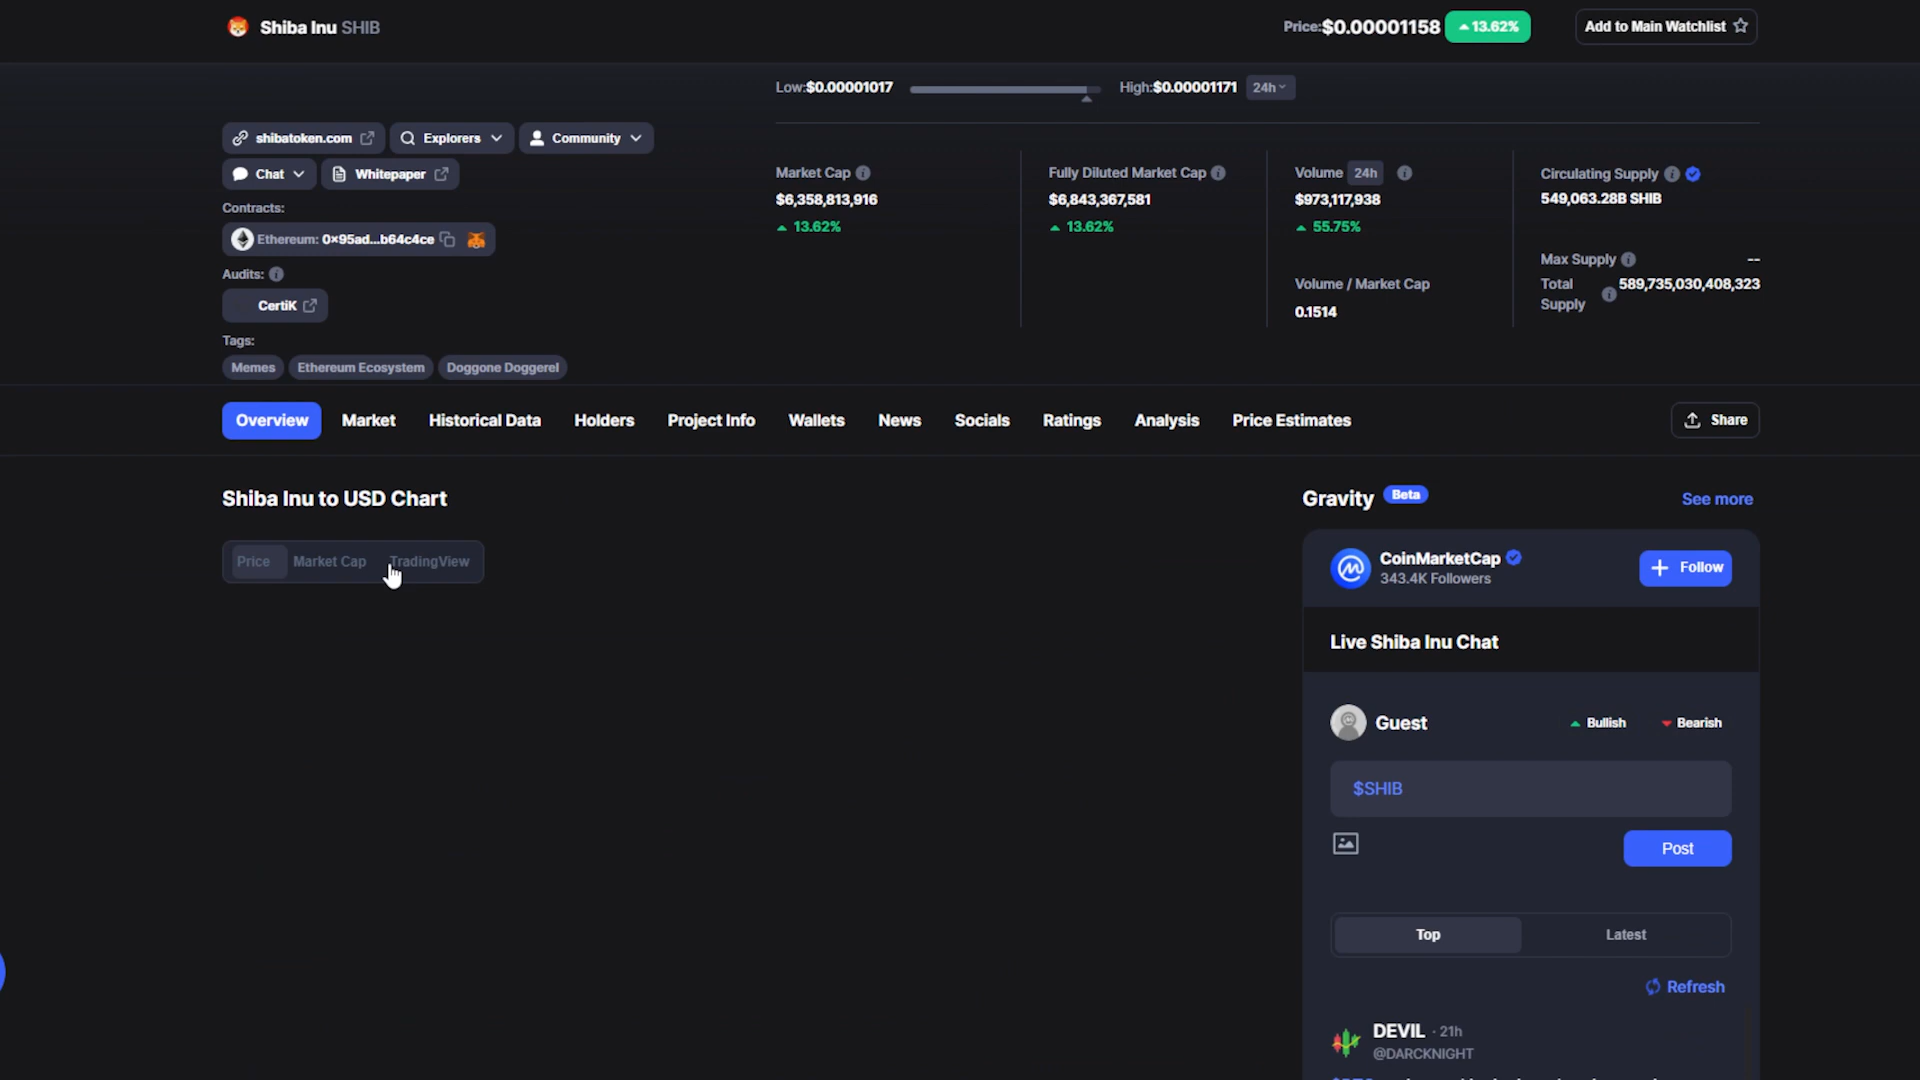 Shiba Inu SHIB
Price:$0.00001158 13.62%
Add to Main Watchlist
Low:$0.00001017
High:$0.00001171 24h
shibatoken.com
Explorers
Community
Chat
Whitepaper
Contracts:
Ethereum: 0x95ad...b64c4ce
Audits:
CertiK
Tags:
Memes
Ethereum Ecosystem
Doggone Doggerel
Market Cap
$6,358,813,916
13.62%
Fully Diluted Market Cap
$6,843,367,581
13.62%
Volume 24h
$973,117,938
55.75%
Volume / Market Cap
0.1514
Circulating Supply
549,063.28B SHIB
Max Supply --
Total Supply 589,735,030,408,323
Overview
Market
Historical Data
Holders
Project Info
Wallets
News
Socials
Ratings
Analysis
Price Estimates
Share
Shiba Inu to USD Chart
Price
Market Cap
TradingView
Gravity Beta
See more
CoinMarketCap
343.4K Followers
+ Follow
Live Shiba Inu Chat
Guest
Bullish
Bearish
$SHIB
Post
Top
Latest
Refresh
DEVIL · 21h
@DARCKNIGHT